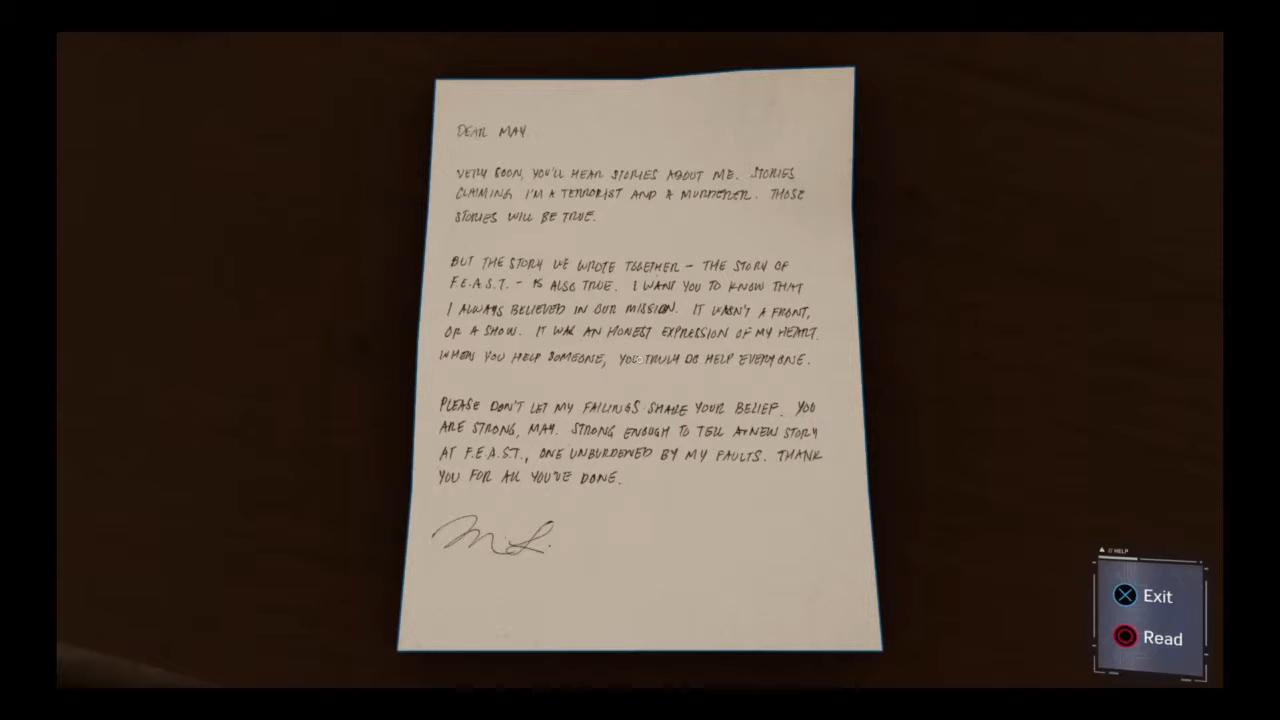 DEAR MAY
VERY SOON, YOU'LL HEAR STORIES ABOUT ME. STORIES
CLAIMING I'M A TERRORIST AND A MURDERER. THOSE
STORIES WILL BE TRUE.
BUT THE STORY WE WROTE TOGETHER - THE STORY OF
F.E.A.S.T. - IS ALSO TRUE. I WANT YOU TO KNOW THAT
I ALWAYS BELIEVED IN OUR MISSION. IT WASN'T A FRONT,
OR A SHOW. IT WAS AN HONEST EXPRESSION OF MY HEART.
WHEN YOU HELP SOMEONE, YOU TRULY DO HELP EVERYONE.
PLEASE DON'T LET MY FAILINGS SHAKE YOUR BELIEF. YOU
ARE STRONG, MAY. STRONG ENOUGH TO TELL A NEW STORY
AT F.E.A.S.T., ONE UNBURDENED BY MY FAULTS. THANK
YOU FOR ALL YOU'VE DONE.
M.L.
// HELP
Exit
Read